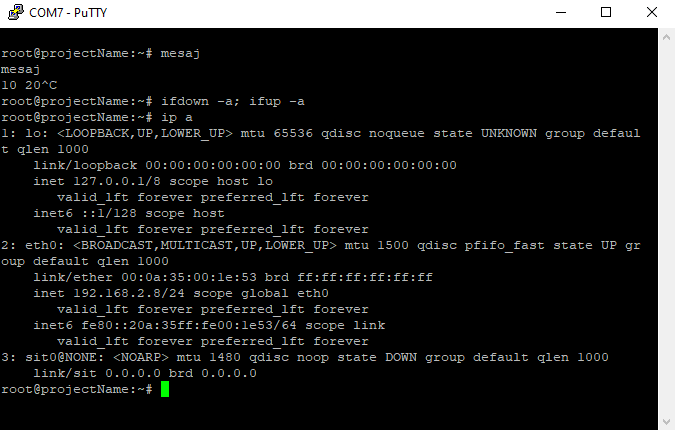 COM7 - PuTTY
root@projectName:~# mesaj
mesaj
10 20^C
root@projectName:~# ifdown -a; ifup -a
root@projectName:~# ip a
1: lo: <LOOPBACK,UP,LOWER_UP> mtu 65536 qdisc noqueue state UNKNOWN group defaul
t qlen 1000
    link/loopback 00:00:00:00:00:00 brd 00:00:00:00:00:00
    inet 127.0.0.1/8 scope host lo
       valid_lft forever preferred_lft forever
    inet6 ::1/128 scope host
       valid_lft forever preferred_lft forever
2: eth0: <BROADCAST,MULTICAST,UP,LOWER_UP> mtu 1500 qdisc pfifo_fast state UP gr
oup default qlen 1000
    link/ether 00:0a:35:00:1e:53 brd ff:ff:ff:ff:ff:ff
    inet 192.168.2.8/24 scope global eth0
       valid_lft forever preferred_lft forever
    inet6 fe80::20a:35ff:fe00:1e53/64 scope link
       valid_lft forever preferred_lft forever
3: sit0@NONE: <NOARP> mtu 1480 qdisc noop state DOWN group default qlen 1000
    link/sit 0.0.0.0 brd 0.0.0.0
root@projectName:~#